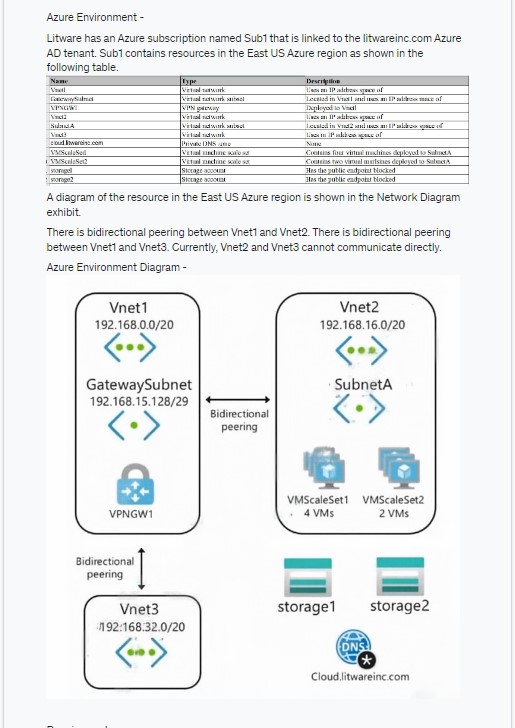 Azure Environment -
Litware has an Azure subscription named Sub1 that is linked to the litwareinc.com Azure
AD tenant. Sub1 contains resources in the East US Azure region as shown in the
following table.
Name Type Description
Vnet1 Virtual network Uses an IP address space of
GatewaySubnet Virtual network subnet Located in Vnet1 and uses an IP address space of
VPNGW1 VPN gateway Deployed to Vnet1
Vnet2 Virtual network Uses an IP address space of
SubnetA Virtual network subnet Located in Vnet2 and uses an IP address space of
Vnet3 Virtual network Uses an IP address space of
cloud.litwareinc.com Private DNS zone None
VMScaleSet1 Virtual machine scale set Contains four virtual machines deployed to SubnetA
VMScaleSet2 Virtual machine scale set Contains two virtual machines deployed to SubnetA
storage1 Storage account Has the public endpoint blocked
storage2 Storage account Has the public endpoint blocked
A diagram of the resource in the East US Azure region is shown in the Network Diagram
exhibit.
There is bidirectional peering between Vnet1 and Vnet2. There is bidirectional peering
between Vnet1 and Vnet3. Currently, Vnet2 and Vnet3 cannot communicate directly.
Azure Environment Diagram -
Vnet1
192.168.0.0/20
GatewaySubnet
192.168.15.128/29
VPNGW1
Bidirectional
peering
Vnet2
192.168.16.0/20
SubnetA
VMScaleSet1 VMScaleSet2
4 VMs 2 VMs
Bidirectional
peering
Vnet3
192.168.32.0/20
storage1 storage2
DNS
Cloud.litwareinc.com